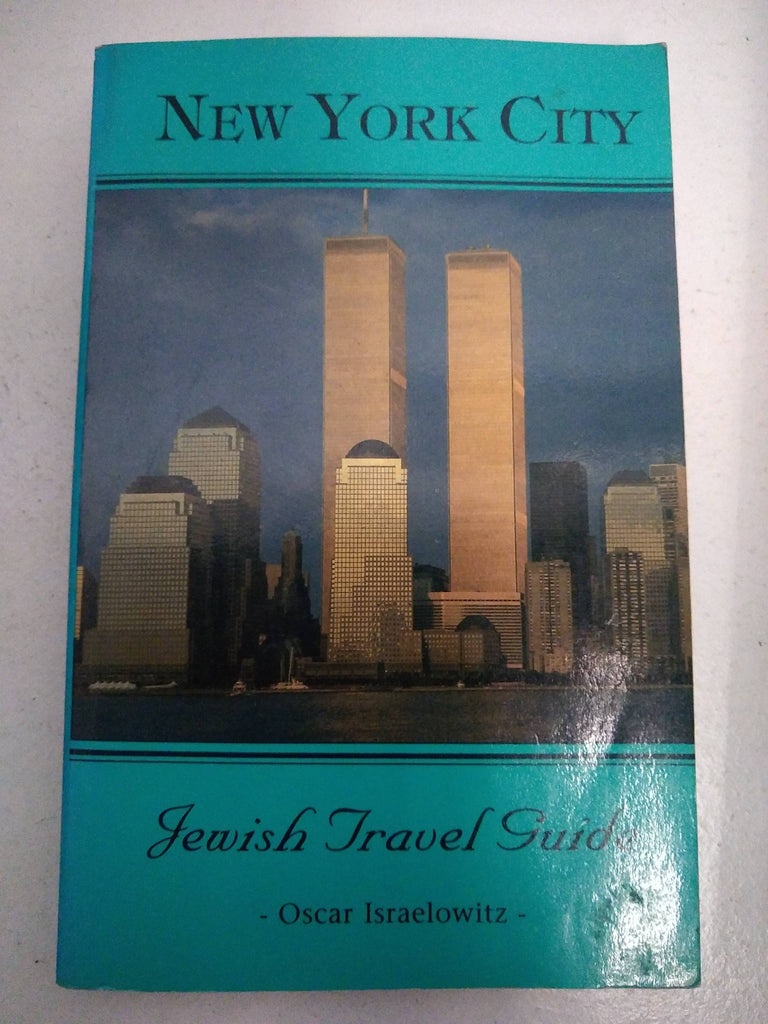 New York City
Jewish Travel Guide
- Oscar Israelowitz -